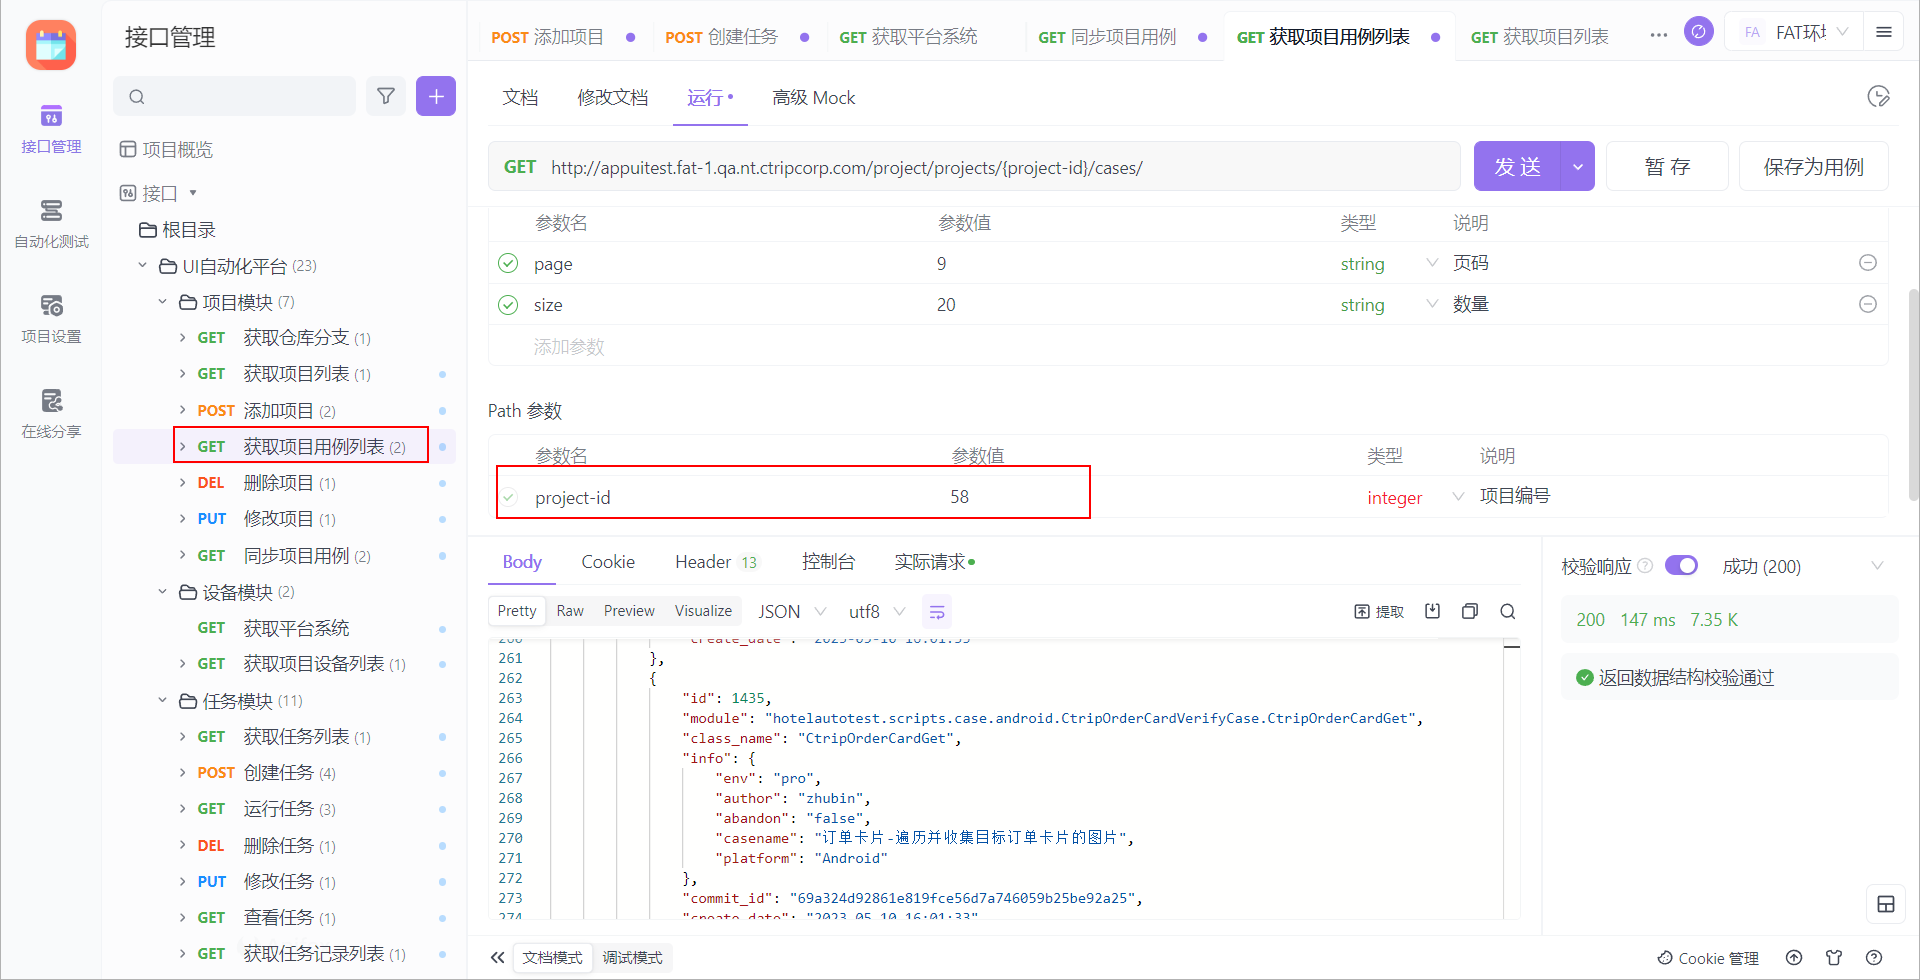 接口管理
自动化测试
项目设置
在线分享
接口管理
项目概览
接口
根目录
UI自动化平台 (23)
项目模块 (7)
GET 获取仓库分支 (1)
GET 获取项目列表 (1)
POST 添加项目 (2)
GET 获取项目用例列表 (2)
DEL 删除项目 (1)
PUT 修改项目 (1)
GET 同步项目用例 (2)
设备模块 (2)
GET 获取平台系统
GET 获取项目设备列表 (1)
任务模块 (11)
GET 获取任务列表 (1)
POST 创建任务 (4)
GET 运行任务 (3)
DEL 删除任务 (1)
PUT 修改任务 (1)
GET 查看任务 (1)
GET 获取任务记录列表 (1)
POST 添加项目 POST 创建任务 GET 获取平台系统 GET 同步项目用例 GET 获取项目用例列表 GET 获取项目列表 ··· FA FAT环
文档 修改文档 运行 高级 Mock
GET http://appuitest.fat-1.qa.nt.ctripcorp.com/project/projects/{project-id}/cases/ 发 送 暂 存 保存为用例
参数名 参数值 类型 说明
page 9 string 页码
size 20 string 数量
添加参数
Path 参数
参数名 参数值 类型 说明
project-id 58 integer 项目编号
Body Cookie Header 13 控制台 实际请求
Pretty Raw Preview Visualize JSON utf8 提取
260 "create_date": "2023-05-10 16:01:33"
261 },
262 {
263 "id": 1435,
264 "module": "hotelautotest.scripts.case.android.CtripOrderCardVerifyCase.CtripOrderCardGet",
265 "class_name": "CtripOrderCardGet",
266 "info": {
267 "env": "pro",
268 "author": "zhubin",
269 "abandon": "false",
270 "casename": "订单卡片-遍历并收集目标订单卡片的图片",
271 "platform": "Android"
272 },
273 "commit_id": "69a324d92861e819fce56d7a746059b25be92a25",
274 "create_date": "2023-05-10 16:01:33"
校验响应 成功 (200)
200 147 ms 7.35 K
返回数据结构校验通过
文档模式 调试模式 Cookie 管理